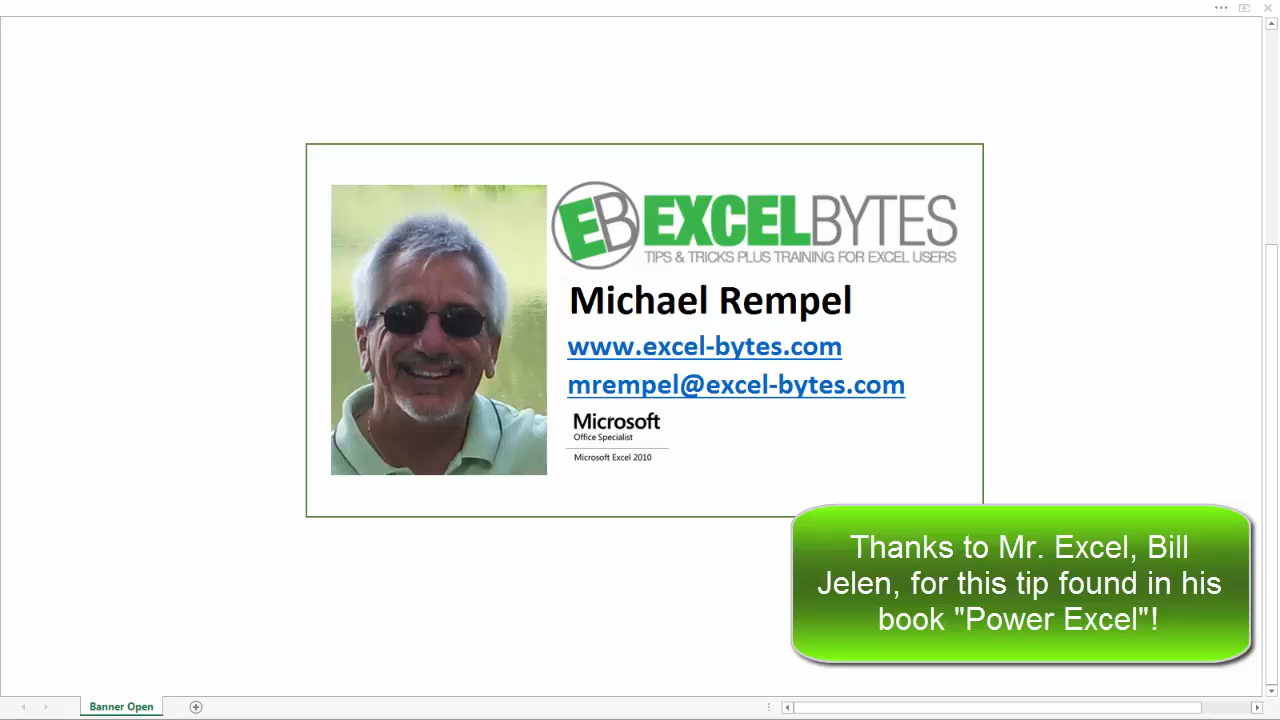 EB EXCELBYTES
TIPS & TRICKS PLUS TRAINING FOR EXCEL USERS
Michael Rempel
www.excel-bytes.com
mrempel@excel-bytes.com
Microsoft
Office Specialist
Microsoft Excel 2010
Thanks to Mr. Excel, Bill
Jelen, for this tip found in his
book "Power Excel"!
Banner Open